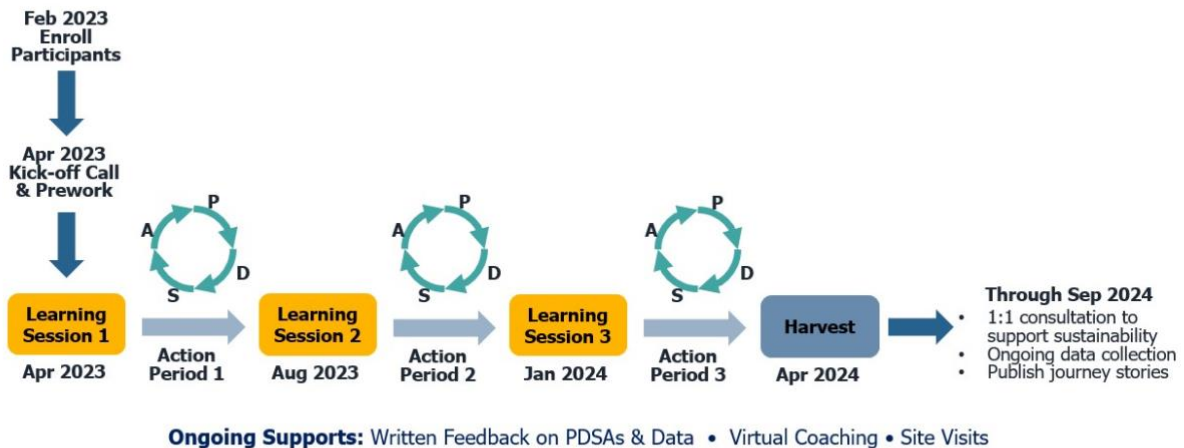 Feb 2023
Enroll
Participants
Apr 2023
Kick-off Call
& Prework
P
A
D
S
P
A
D
S
P
A
D
S
Learning
Session 1
Apr 2023
Action
Period 1
Learning
Session 2
Aug 2023
Action
Period 2
Learning
Session 3
Jan 2024
Action
Period 3
Harvest
Apr 2024
Through Sep 2024
• 1:1 consultation to
support sustainability
• Ongoing data collection
• Publish journey stories
Ongoing Supports: Written Feedback on PDSAs & Data • Virtual Coaching • Site Visits